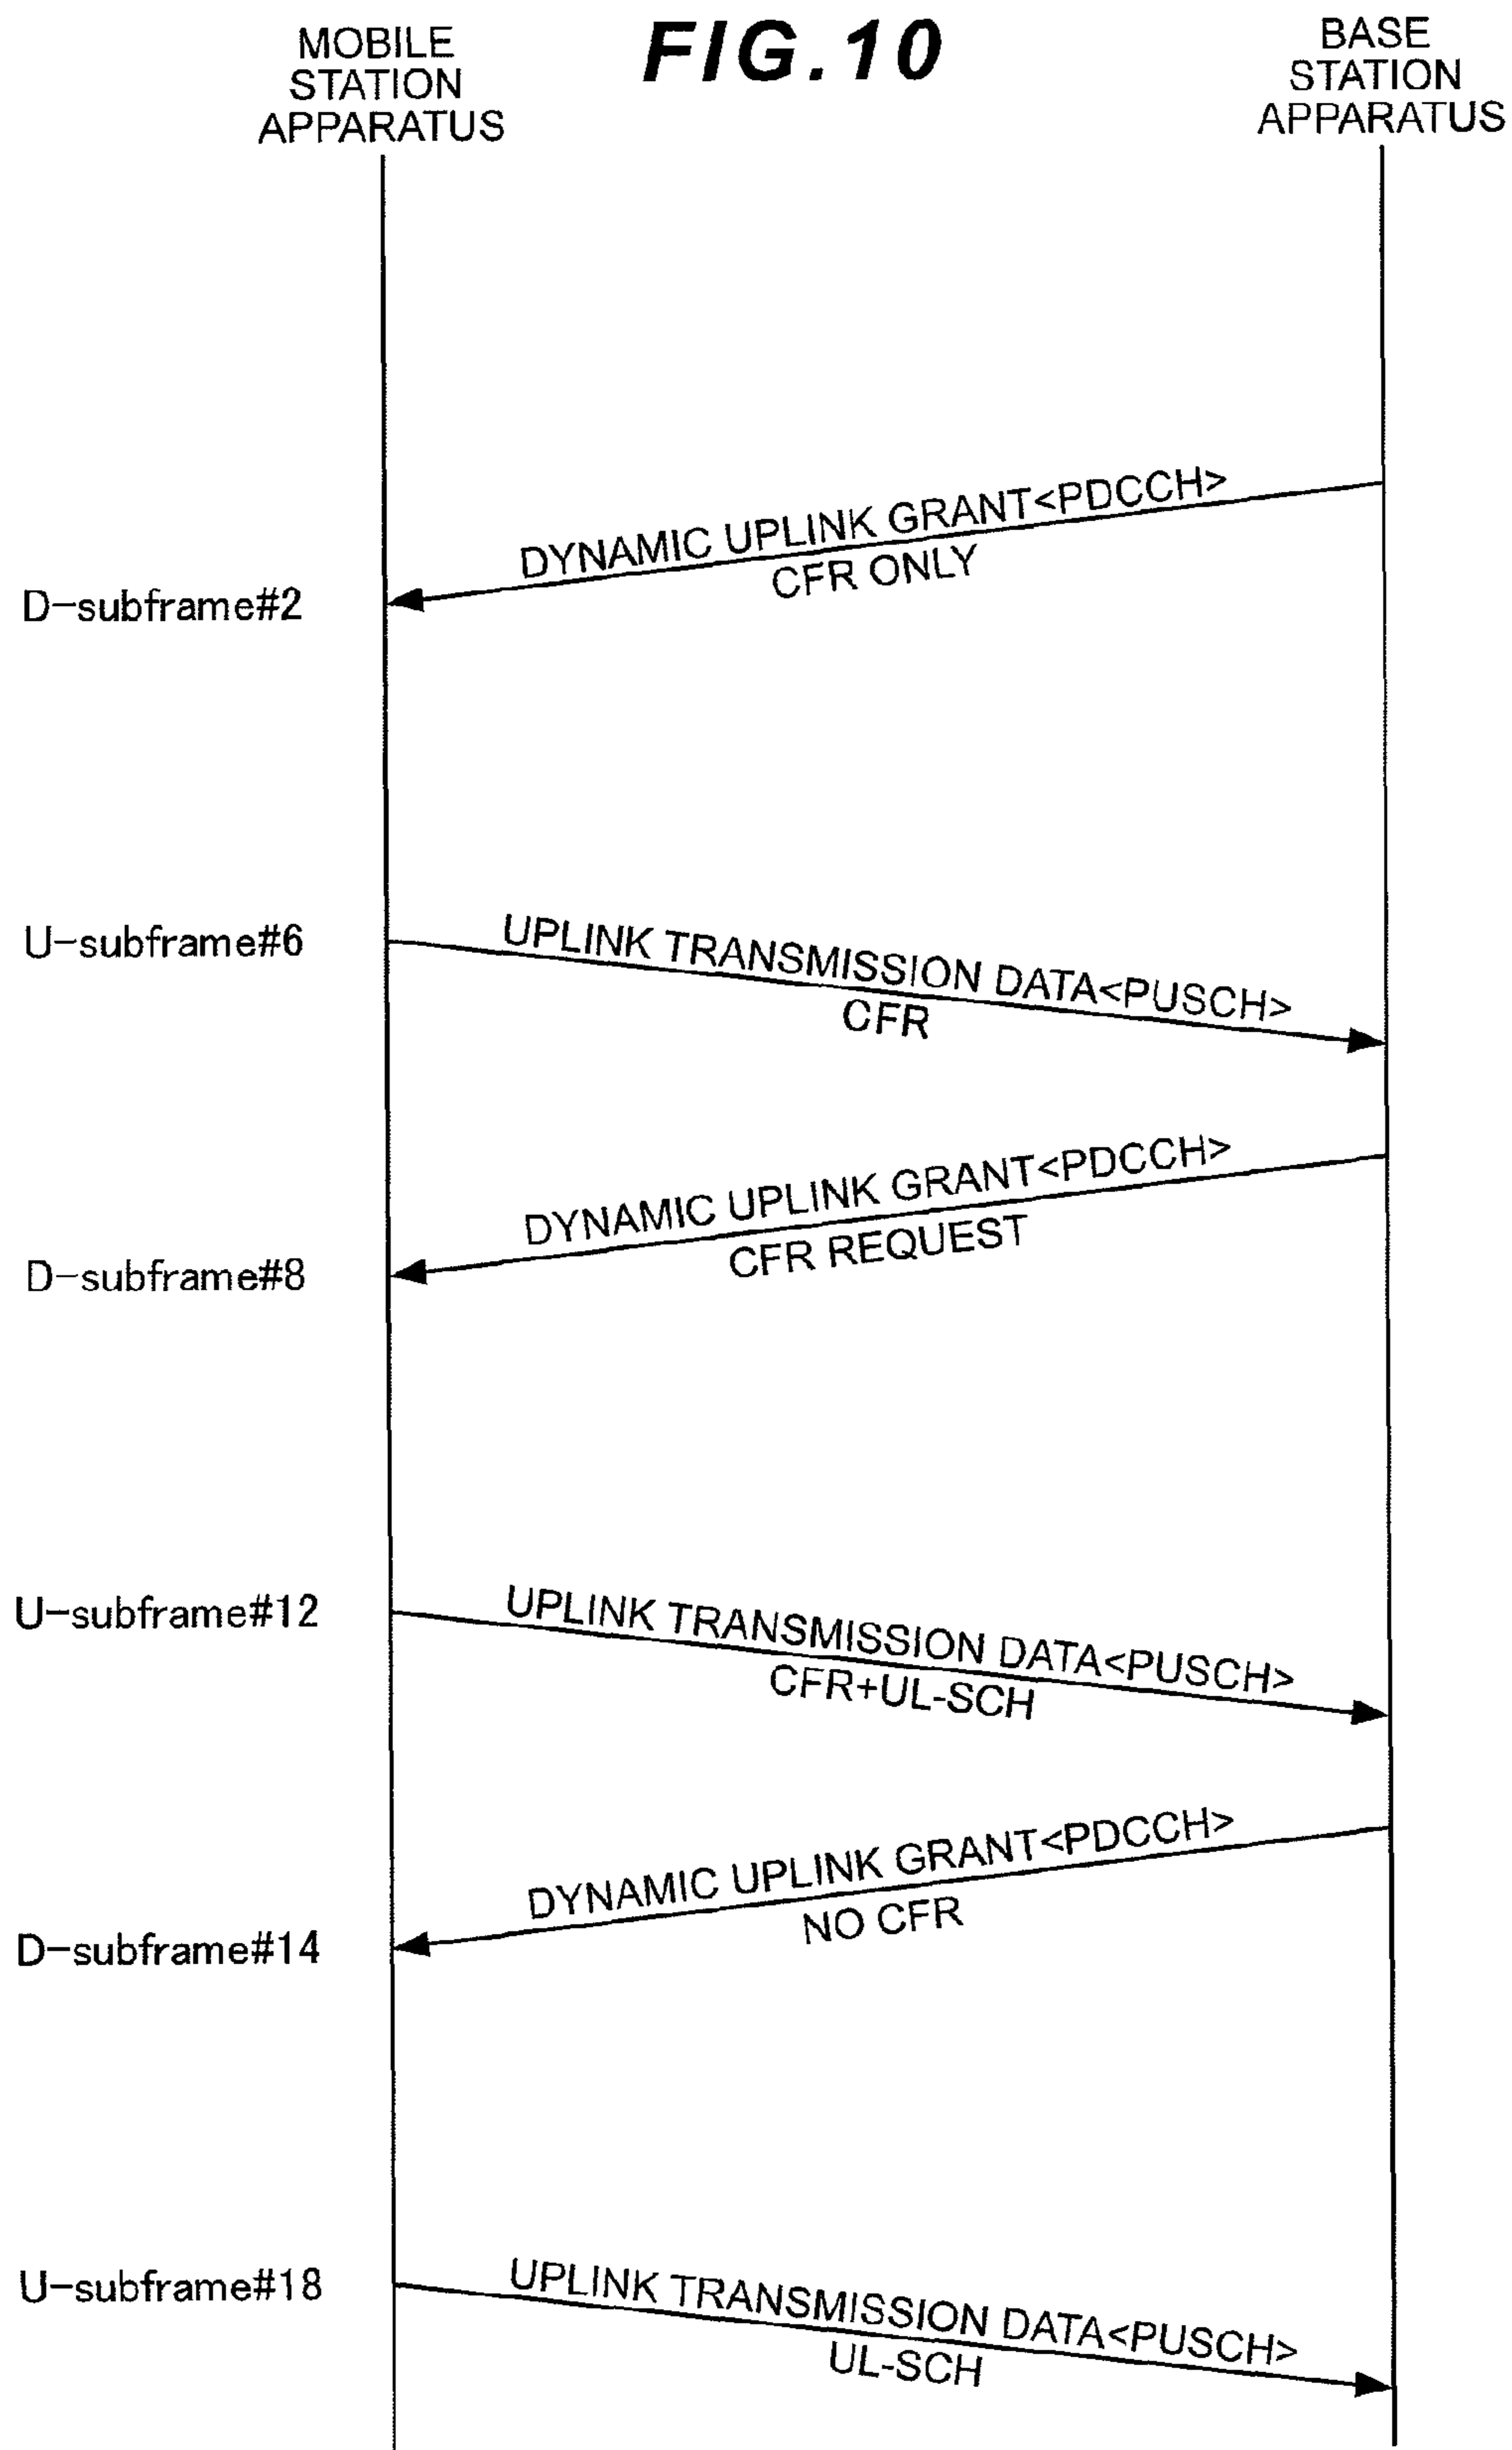 FIG.10
MOBILE
STATION
APPARATUS
BASE
STATION
APPARATUS
DYNAMIC UPLINK GRANT<PDCCH>
CFR ONLY
D-subframe#2
U-subframe#6
UPLINK TRANSMISSION DATA<PUSCH>
CFR
DYNAMIC UPLINK GRANT<PDCCH>
CFR REQUEST
D-subframe#8
U-subframe#12
UPLINK TRANSMISSION DATA<PUSCH>
CFR+UL-SCH
DYNAMIC UPLINK GRANT<PDCCH>
NO CFR
D-subframe#14
U-subframe#18
UPLINK TRANSMISSION DATA<PUSCH>
UL-SCH